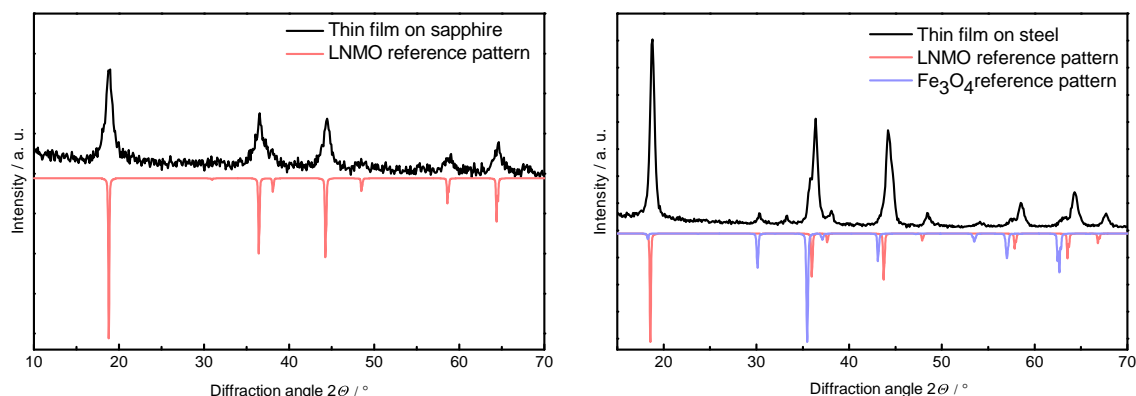 Thin film on sapphire
LNMO reference pattern
Intensity / a. u.
10 20 30 40 50 60 70
Diffraction angle 2Θ / °
Thin film on steel
LNMO reference pattern
Fe3O4reference pattern
Intensity / a. u.
20 30 40 50 60 70
Diffraction angle 2Θ / °